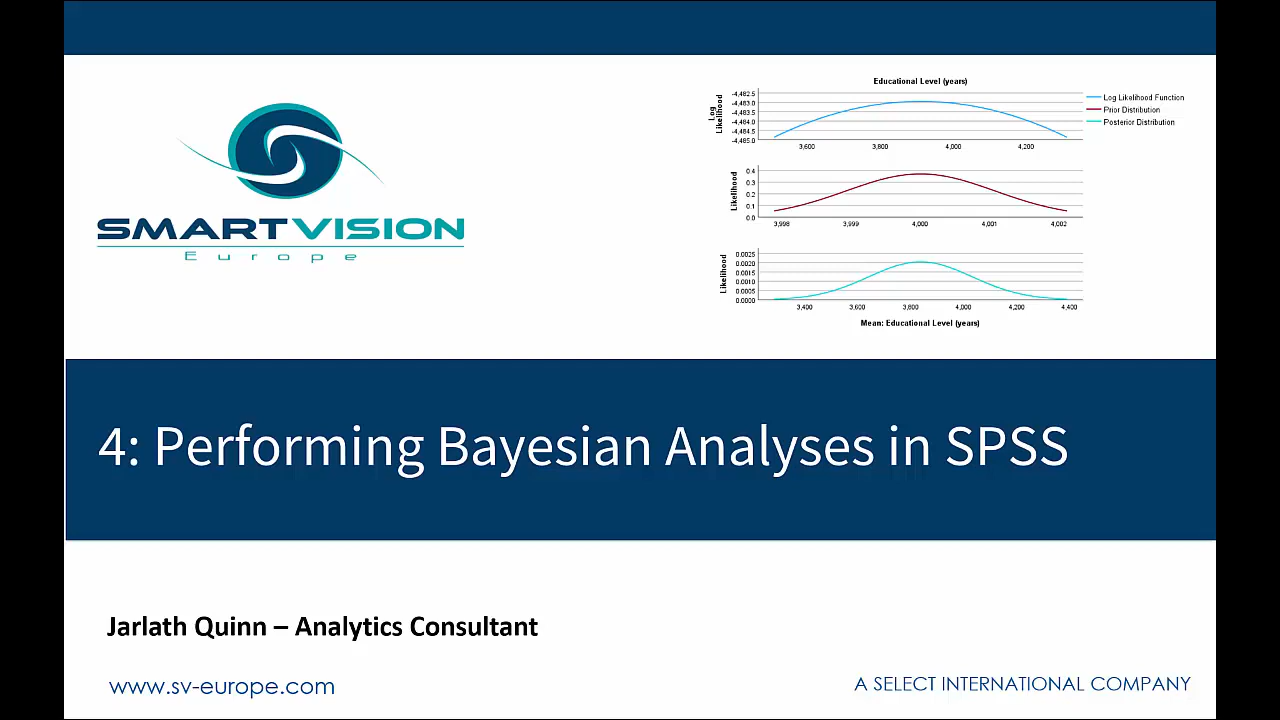 SMARTVISION
Europe
Educational Level (years)
Log Likelihood
-4,482.5
-4,483.0
-4,483.5
-4,484.0
-4,484.5
-4,485.0
3,600 3,800 4,000 4,200
Log Likelihood Function
Prior Distribution
Posterior Distribution
Likelihood
0.4
0.3
0.2
0.1
0.0
3,998 3,999 4,000 4,001 4,002
Likelihood
0.0025
0.0020
0.0015
0.0010
0.0005
0.0000
3,400 3,600 3,800 4,000 4,200 4,400
Mean: Educational Level (years)
4: Performing Bayesian Analyses in SPSS
Jarlath Quinn – Analytics Consultant
www.sv-europe.com
A SELECT INTERNATIONAL COMPANY